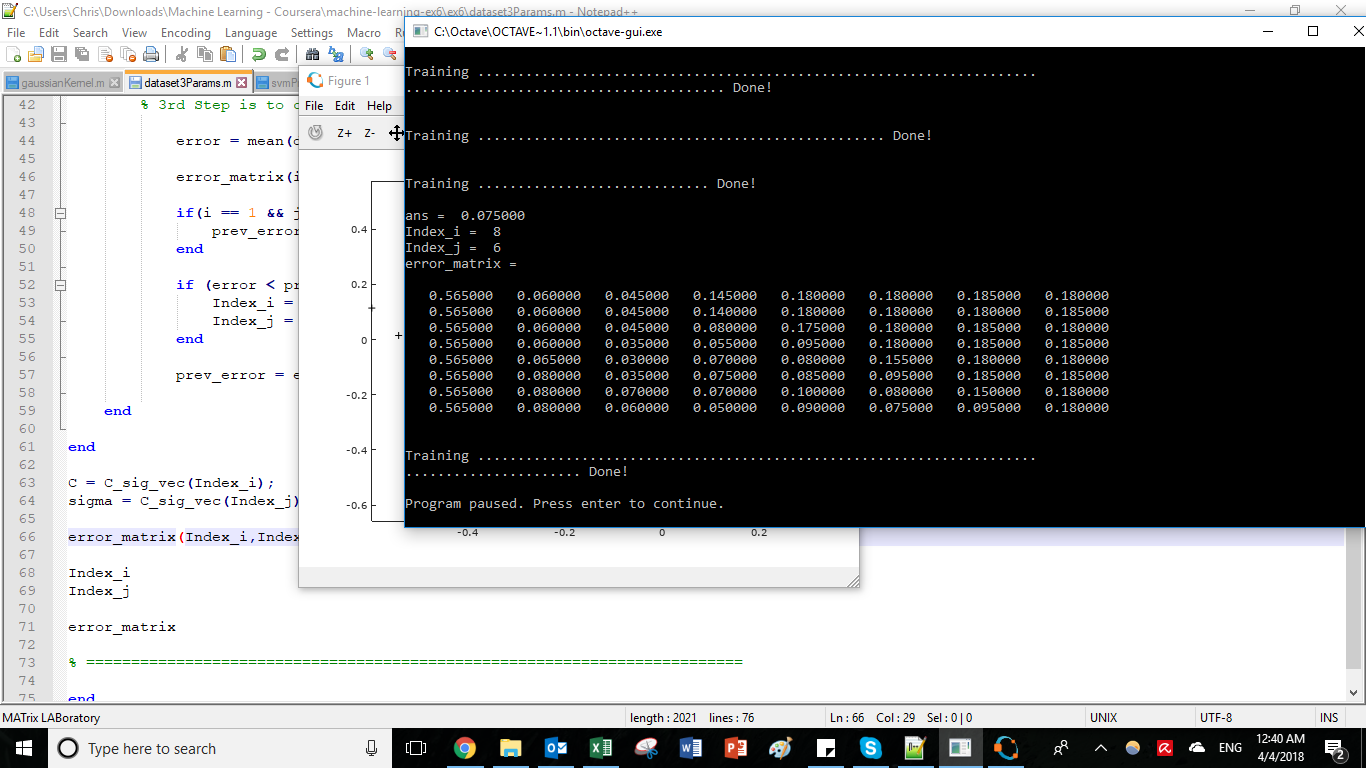 C:\Users\Chris\Downloads\Machine Learning - Coursera\machine-learning-ex6\ex6\dataset3Params.m - Notepad++
File Edit Search View Encoding Language Settings Macro
gaussianKernel.m dataset3Params.m
42 % 3rd Step is to
43
44 error = mean(
45
46 error_matrix(i
47
48 if(i == 1 && j
49 prev_error
50 end
51
52 if (error < pr
53 Index_i =
54 Index_j =
55 end
56
57 prev_error =
58
59 end
60
61 end
62
63 C = C_sig_vec(Index_i);
64 sigma = C_sig_vec(Index_j)
65
66 error_matrix(Index_i,Index
67
68 Index_i
69 Index_j
70
71 error_matrix
72
73 % =========================================================================
74
75 end
Figure 1
File Edit Help
Z+ Z-
0.4
0.2
0
-0.2
-0.4
-0.6
-0.4 -0.2 0 0.2
C:\Octave\OCTAVE~1.1\bin\octave-gui.exe
Training ......................................................................
........................................ Done!
Training ................................................... Done!
Training ............................. Done!
ans =  0.075000
Index_i =  8
Index_j =  6
error_matrix =
0.565000 0.060000 0.045000 0.145000 0.180000 0.180000 0.185000 0.180000
0.565000 0.060000 0.045000 0.140000 0.180000 0.180000 0.180000 0.185000
0.565000 0.060000 0.045000 0.080000 0.175000 0.180000 0.185000 0.180000
0.565000 0.060000 0.035000 0.055000 0.095000 0.180000 0.185000 0.185000
0.565000 0.065000 0.030000 0.070000 0.080000 0.155000 0.180000 0.180000
0.565000 0.080000 0.035000 0.075000 0.085000 0.095000 0.185000 0.185000
0.565000 0.080000 0.070000 0.070000 0.100000 0.080000 0.150000 0.180000
0.565000 0.080000 0.060000 0.050000 0.090000 0.075000 0.095000 0.180000
Training ......................................................................
...................... Done!
Program paused. Press enter to continue.
MATrix LABoratory length : 2021 lines : 76 Ln : 66 Col : 29 Sel : 0 | 0 UNIX UTF-8 INS
Type here to search
ENG
12:40 AM
4/4/2018
2